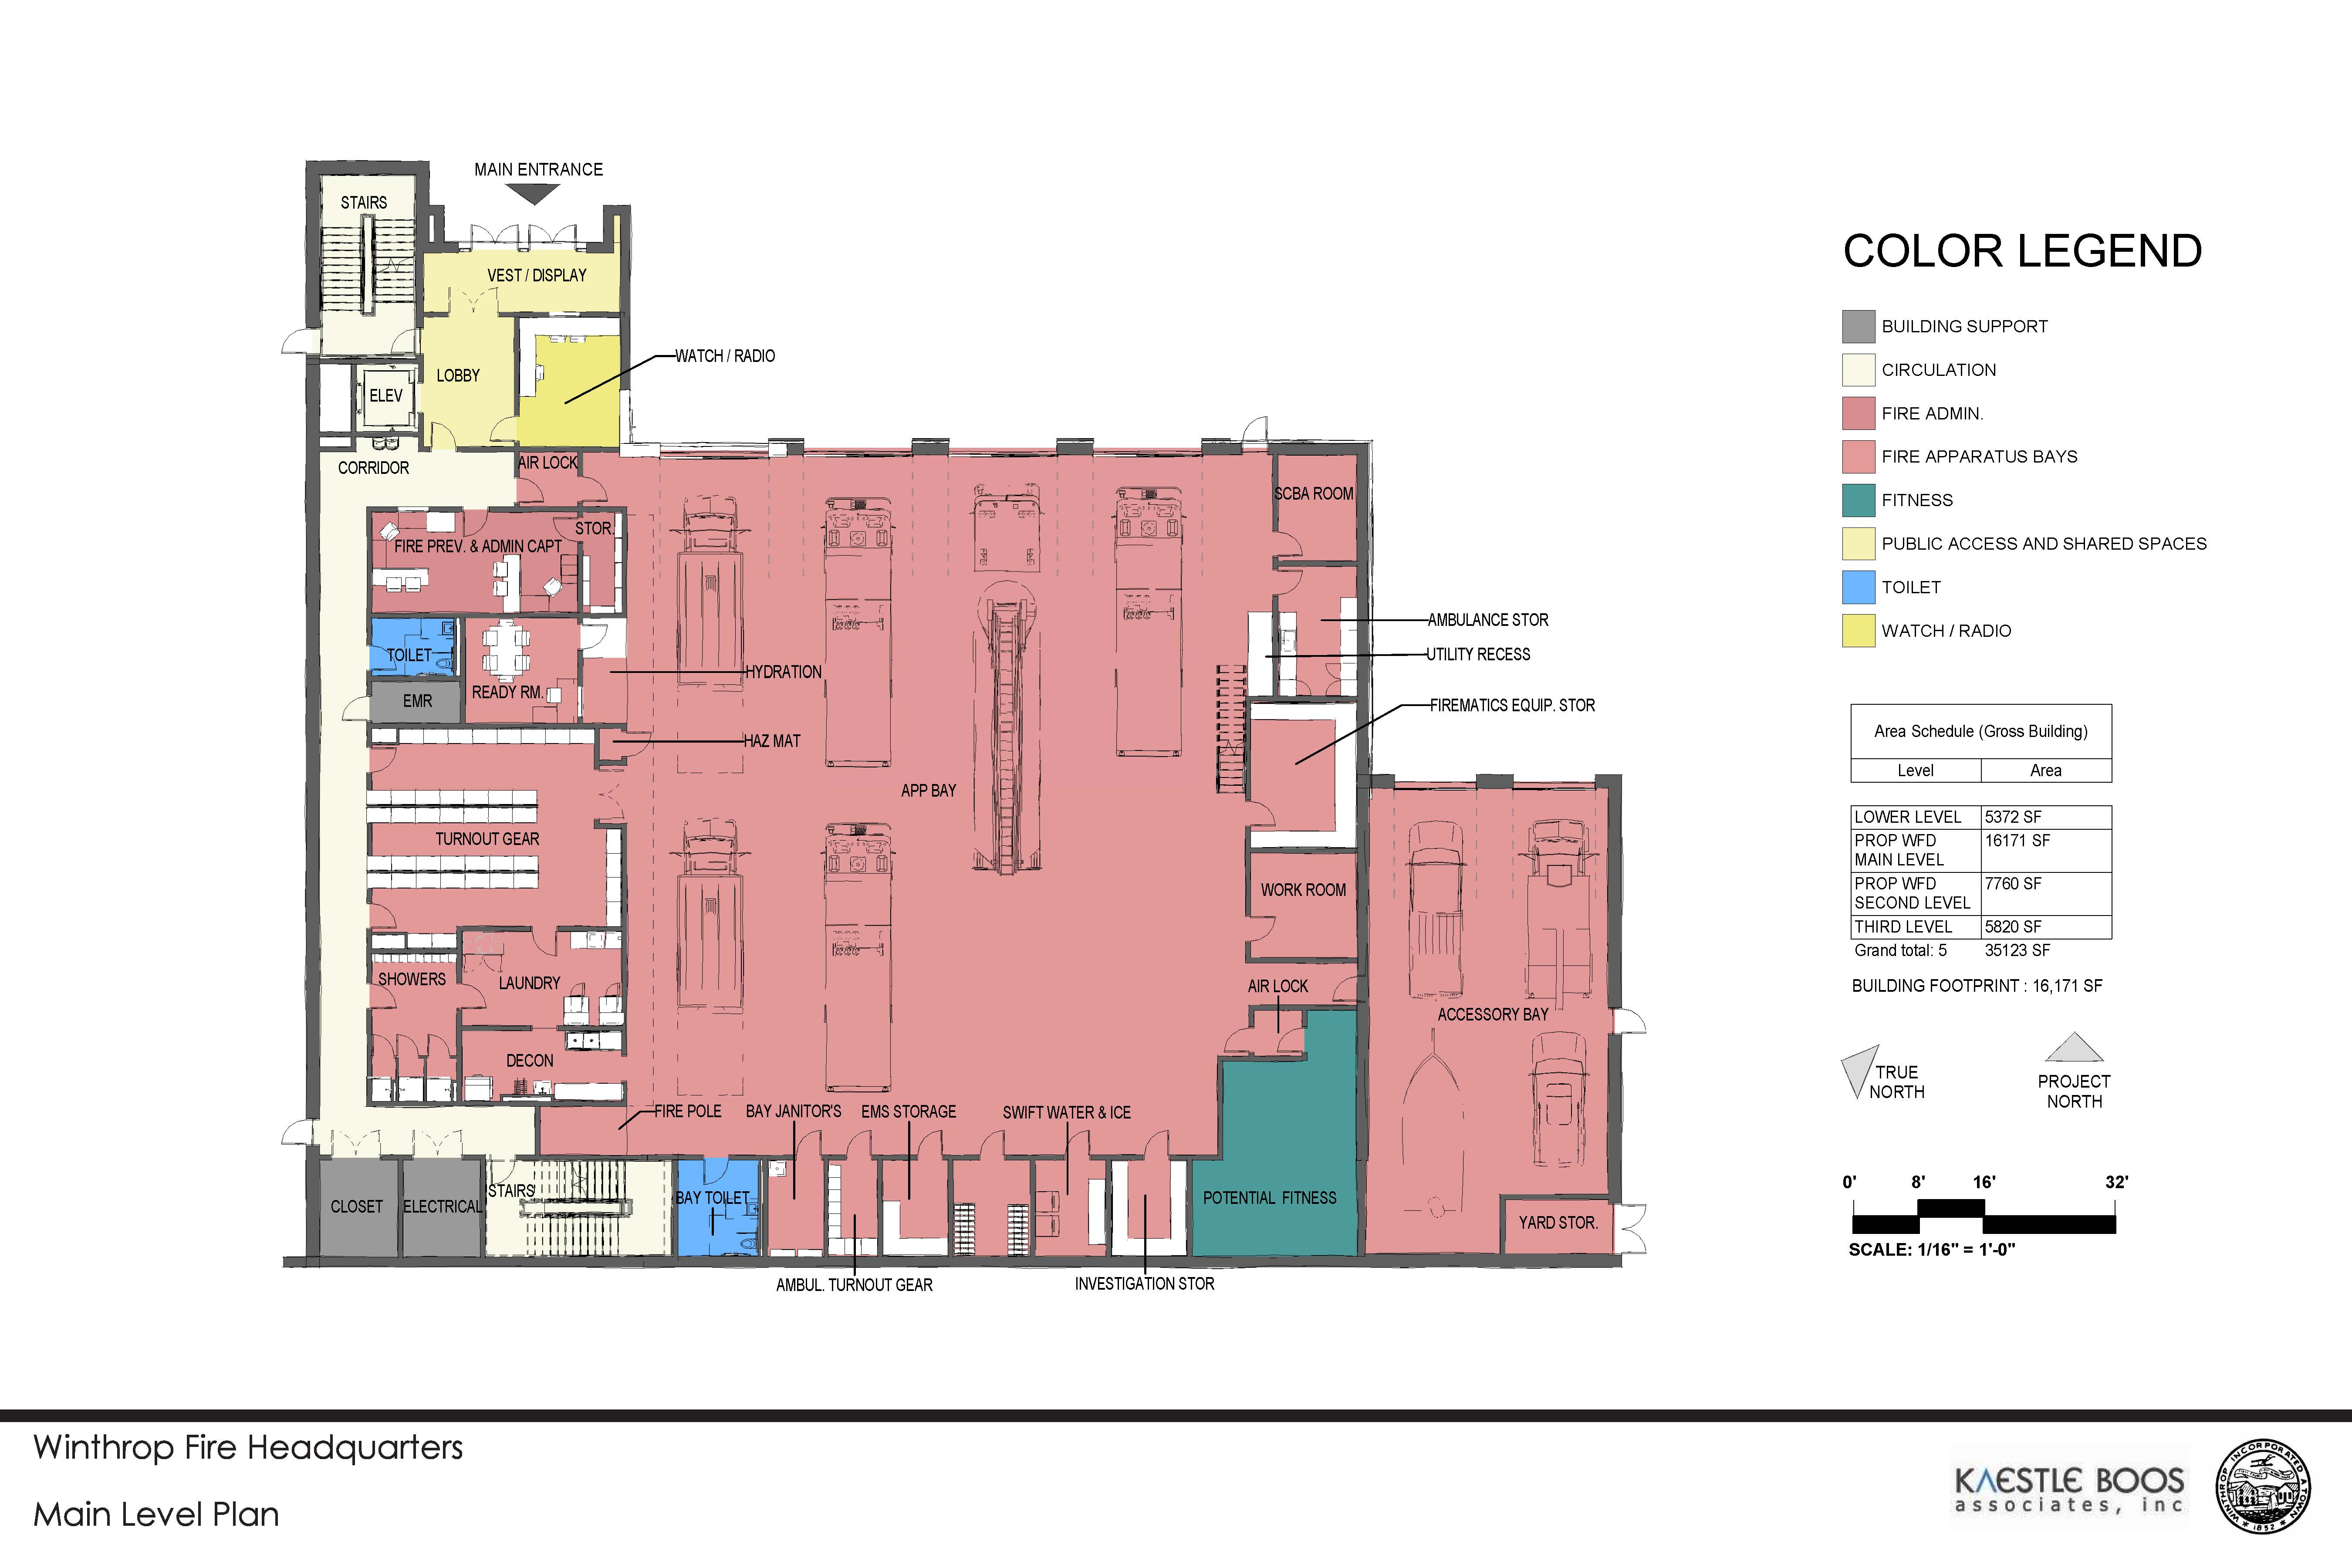 MAIN ENTRANCE
STAIRS
VEST / DISPLAY
WATCH / RADIO
LOBBY
ELEV
CORRIDOR
AIR LOCK
SCBA ROOM
STOR.
FIRE PREV. & ADMIN CAPT
AMBULANCE STOR
TOILET
UTILITY RECESS
HYDRATION
READY RM.
EMR
FIREMATICS EQUIP. STOR
HAZ MAT
APP BAY
TURNOUT GEAR
WORK ROOM
SHOWERS
LAUNDRY
AIR LOCK
ACCESSORY BAY
DECON
FIRE POLE
BAY JANITOR'S
EMS STORAGE
SWIFT WATER & ICE
STAIRS
BAY TOILET
POTENTIAL FITNESS
CLOSET
ELECTRICAL
YARD STOR.
AMBUL. TURNOUT GEAR
INVESTIGATION STOR
COLOR LEGEND
BUILDING SUPPORT
CIRCULATION
FIRE ADMIN.
FIRE APPARATUS BAYS
FITNESS
PUBLIC ACCESS AND SHARED SPACES
TOILET
WATCH / RADIO
Area Schedule (Gross Building)
Level Area
LOWER LEVEL 5372 SF
PROP WFD 16171 SF
MAIN LEVEL
PROP WFD 7760 SF
SECOND LEVEL
THIRD LEVEL 5820 SF
Grand total: 5 35123 SF
BUILDING FOOTPRINT : 16,171 SF
TRUE
NORTH
PROJECT
NORTH
0' 8' 16' 32'
SCALE: 1/16" = 1'-0"
Winthrop Fire Headquarters
Main Level Plan
KAESTLE BOOS
associates, inc
WINTHROP INCORPORATED A TOWN
1852